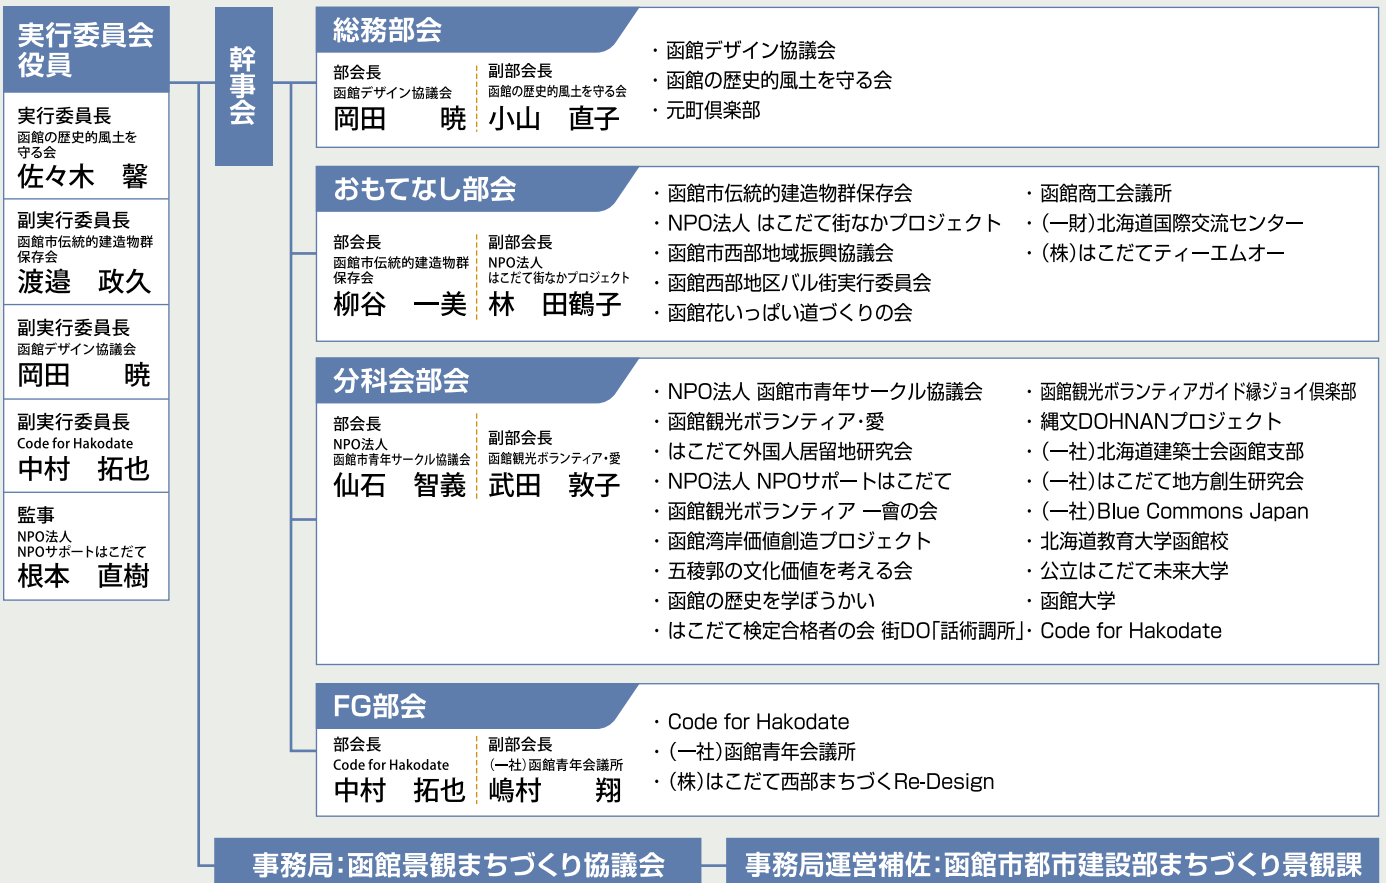 実行委員会
役員
実行委員長
函館の歴史的風土を
守る会
佐々木 馨
副実行委員長
函館市伝統的建造物群
保存会
渡邉 政久
副実行委員長
函館デザイン協議会
岡田 暁
副実行委員長
Code for Hakodate
中村 拓也
監事
NPO法人
NPOサポートはこだて
根本 直樹
幹事会
総務部会
部会長
函館デザイン協議会
岡田 暁
副部会長
函館の歴史的風土を守る会
小山 直子
・函館デザイン協議会
・函館の歴史的風土を守る会
・元町倶楽部
おもてなし部会
部会長
函館市伝統的建造物群
保存会
柳谷 一美
副部会長
NPO法人
はこだて街なかプロジェクト
林 田鶴子
・函館市伝統的建造物群保存会
・NPO法人 はこだて街なかプロジェクト
・函館市西部地域振興協議会
・函館西部地区バル街実行委員会
・函館花いっぱい道づくりの会
・函館商工会議所
・(一財)北海道国際交流センター
・(株)はこだてティーエムオー
分科会部会
部会長
NPO法人
函館市青年サークル協議会
仙石 智義
副部会長
函館観光ボランティア・愛
武田 敦子
・NPO法人 函館市青年サークル協議会
・函館観光ボランティア・愛
・はこだて外国人居留地研究会
・NPO法人 NPOサポートはこだて
・函館観光ボランティア 一會の会
・函館湾岸価値創造プロジェクト
・五稜郭の文化価値を考える会
・函館の歴史を学ぼうかい
・はこだて検定合格者の会 街DO「話術調所」
・函館観光ボランティアガイド縁ジョイ倶楽部
・縄文DOHNANプロジェクト
・(一社)北海道建築士会函館支部
・(一社)はこだて地方創生研究会
・(一社)Blue Commons Japan
・北海道教育大学函館校
・公立はこだて未来大学
・函館大学
・Code for Hakodate
FG部会
部会長
Code for Hakodate
中村 拓也
副部会長
(一社)函館青年会議所
嶋村 翔
・Code for Hakodate
・(一社)函館青年会議所
・(株)はこだて西部まちづくRe-Design
事務局:函館景観まちづくり協議会
事務局運営補佐:函館市都市建設部まちづくり景観課